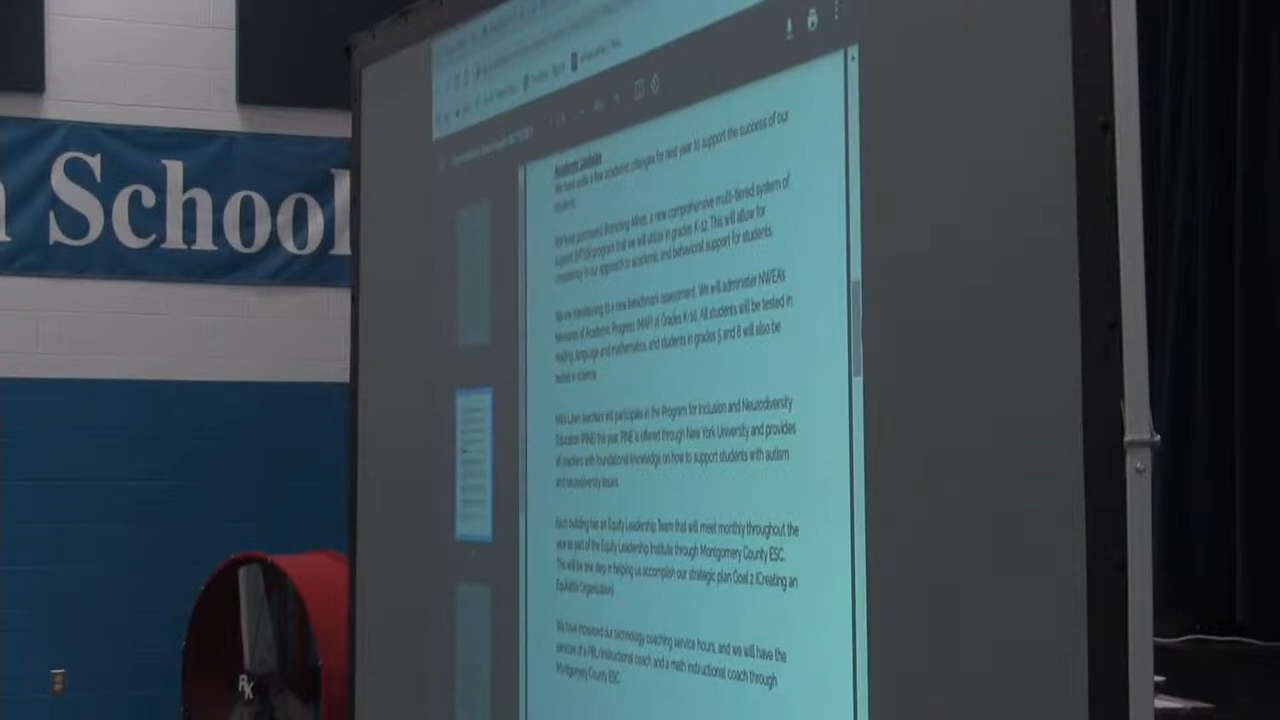 School
Academic Updates
We have quite a few academic changes for next year to support the success of our
students.
We have purchased Branching Minds, a new comprehensive multi-tiered system of
support (MTSS) program that we will utilize in grades K-12. This will allow for
consistency in our approach to academic and behavioral support for students.
We are transitioning to a new benchmark assessment. We will administer NWEA's
Measures of Academic Progress (MAP) in Grades K-10. All students will be tested in
reading, language and mathematics, and students in grades 5 and 8 will also be
tested in science.
Mills Lawn teachers will participate in the Program for Inclusion and Neurodiversity
Education (PINE) this year. PINE is offered through New York University and provides
all teachers with foundational knowledge on how to support students with autism
and neurodiversity issues.
Each building has an Equity Leadership Team that will meet monthly throughout the
year as part of the Equity Leadership Institute through Montgomery County ESC.
This will be one step in helping us accomplish our strategic plan Goal 2 (Creating an
Equitable Organization)
We have increased our technology coaching service hours, and we will have the
services of a PBL/instructional coach and a math instructional coach through
Montgomery County ESC.
RK